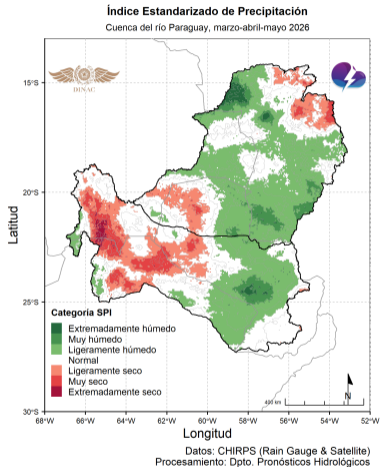 Índice Estandarizado de Precipitación
Cuenca del río Paraguay, marzo-abril-mayo 2026
DINAC
15°S
20°S
25°S
30°S
Latitud
Categoría SPI
Extremadamente húmedo
Muy húmedo
Ligeramente húmedo
Normal
Ligeramente seco
Muy seco
Extremadamente seco
400 km
N
68°W 66°W 64°W 62°W 60°W 58°W 56°W 54°W 52°W
Longitud
Datos: CHIRPS (Rain Gauge & Satellite)
Procesamiento: Dpto. Pronósticos Hidrológicos